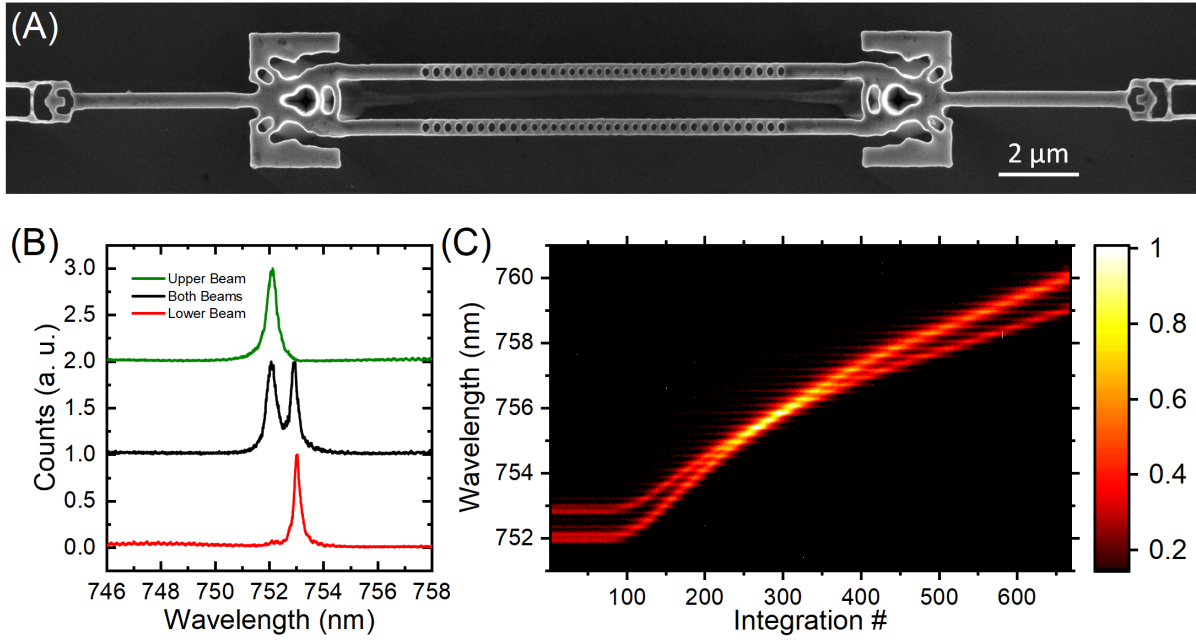 (A)
2 μm
(B)
(C)
Counts (a. u.)
3.0
2.5
2.0
1.5
1.0
0.5
0.0
Upper Beam
Both Beams
Lower Beam
746 748 750 752 754 756 758
Wavelength (nm)
Wavelength (nm)
760
758
756
754
752
100 200 300 400 500 600
Integration #
1
0.8
0.6
0.4
0.2